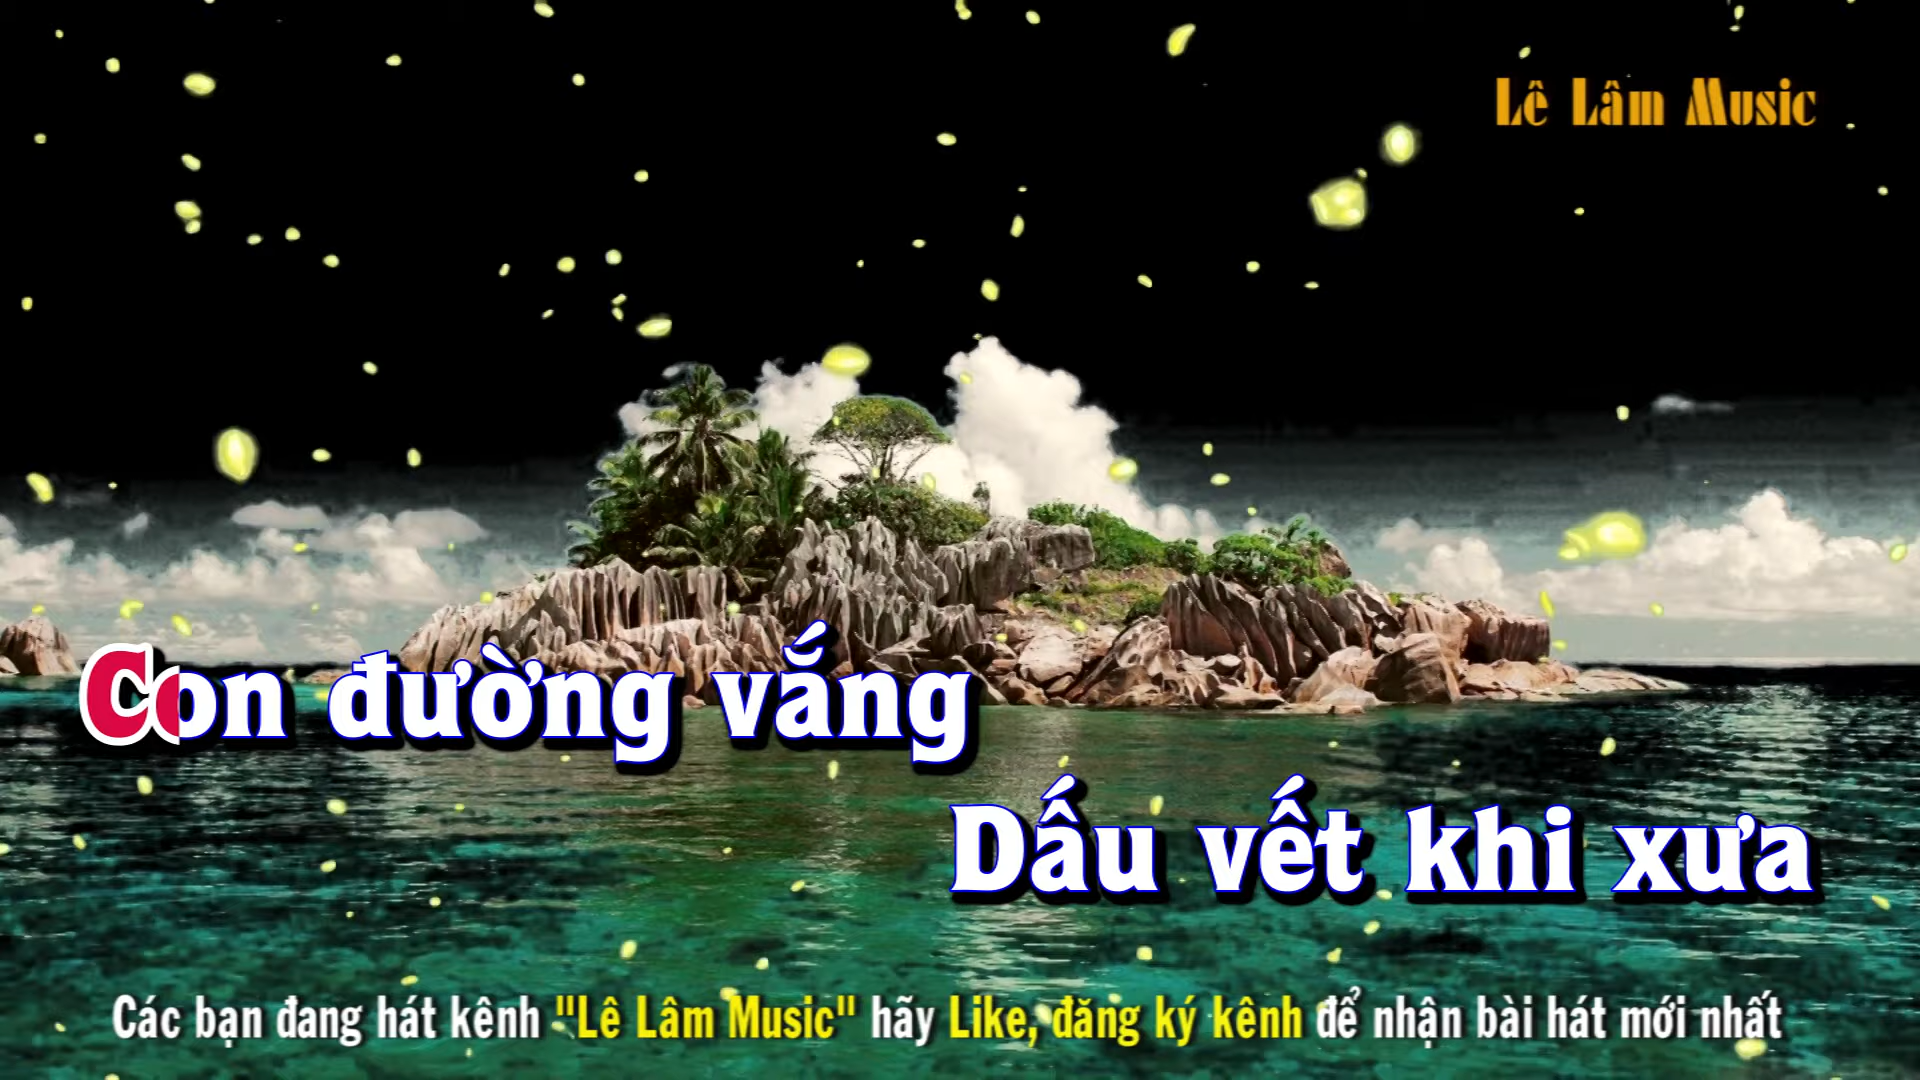 Lê Lâm Music
Con đường vắng
Dấu vết khi xưa
Các bạn đang hát kênh "Lê Lâm Music" hãy Like, đăng ký kênh để nhận bài hát mới nhất